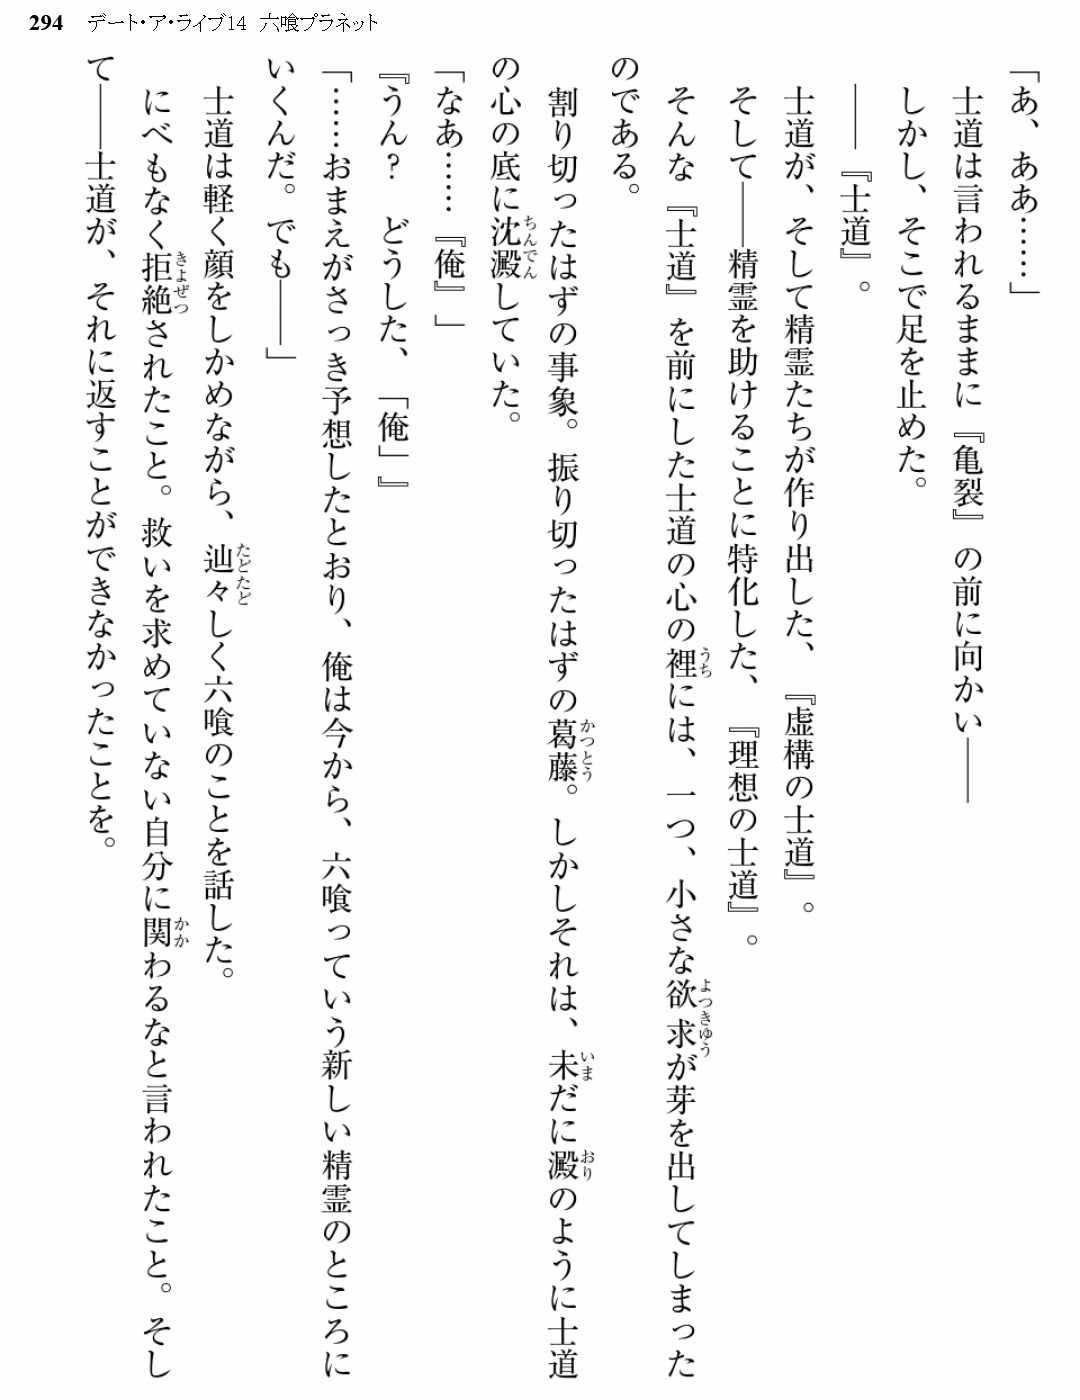 294 デート・ア・ライブ14 六喰プラネット
「あ、ああ……」
士道は言われるままに『亀裂』の前に向かい――
しかし、そこで足を止めた。
――『士道』。
士道が、そして精霊たちが作り出した、『虚構の士道』。
そして――精霊を助けることに特化した、『理想の士道』。
そんな『士道』を前にした士道の心の裡には、一つ、小さな欲求が芽を出してしまった
のである。
割り切ったはずの事象。振り切ったはずの葛藤。しかしそれは、未だに澱のように士道
の心の底に沈澱していた。
「なあ……『俺』」
『うん？　どうした、「俺」』
「……おまえがさっき予想したとおり、俺は今から、六喰っていう新しい精霊のところに
いくんだ。でも――」
士道は軽く顔をしかめながら、辿々しく六喰のことを話した。
にべもなく拒絶されたこと。救いを求めていない自分に関わるなと言われたこと。そし
て――士道が、それに返すことができなかったことを。